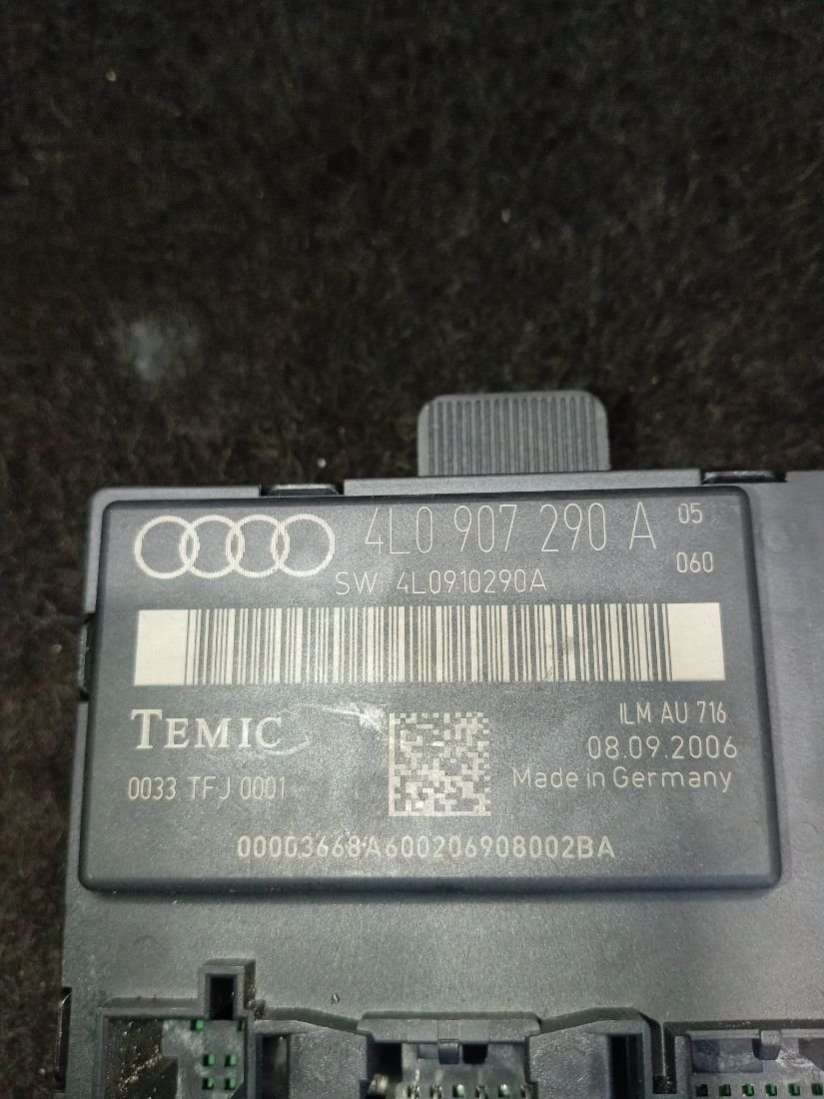 4L0 907 290 A 05
060
SW: 4L0910290A
TEMIC
ILM AU 716
08.09.2006
0033 TFJ 0001
Made in Germany
00003668A600206908002BA